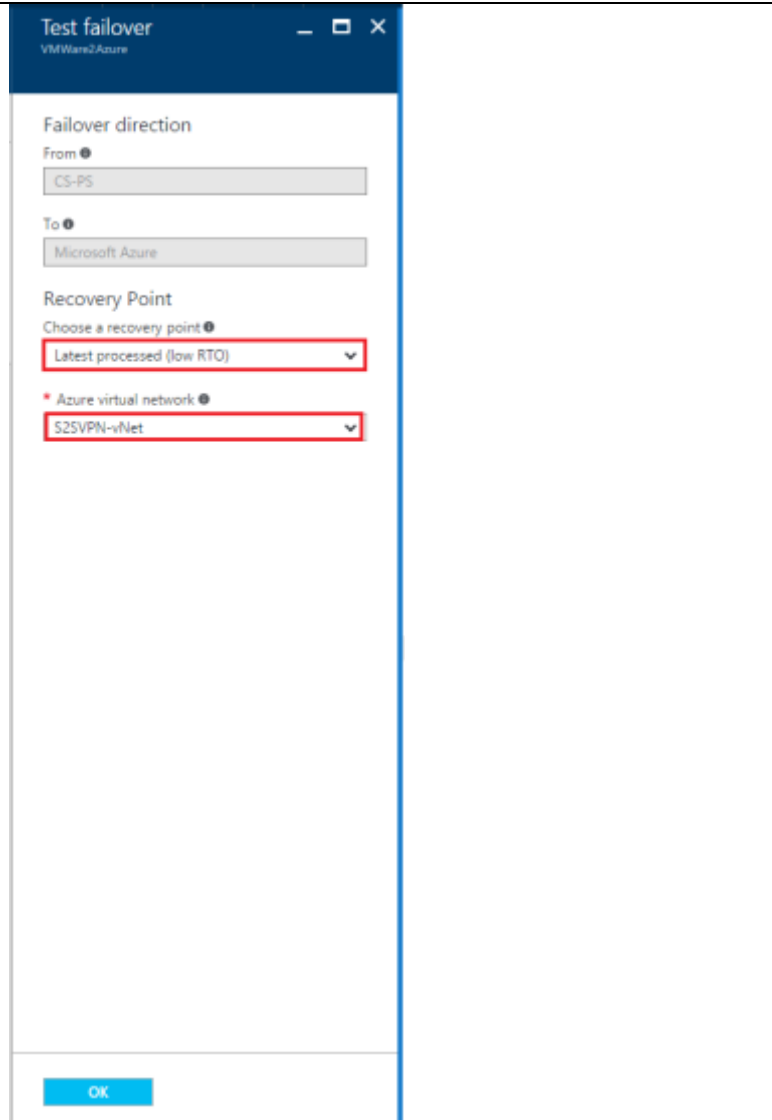 Test failover
VMWare2Azure
Failover direction
From
CS-PS
To
Microsoft Azure
Recovery Point
Choose a recovery point
Latest processed (low RTO)
* Azure virtual network
S2SVPN-vNet
OK